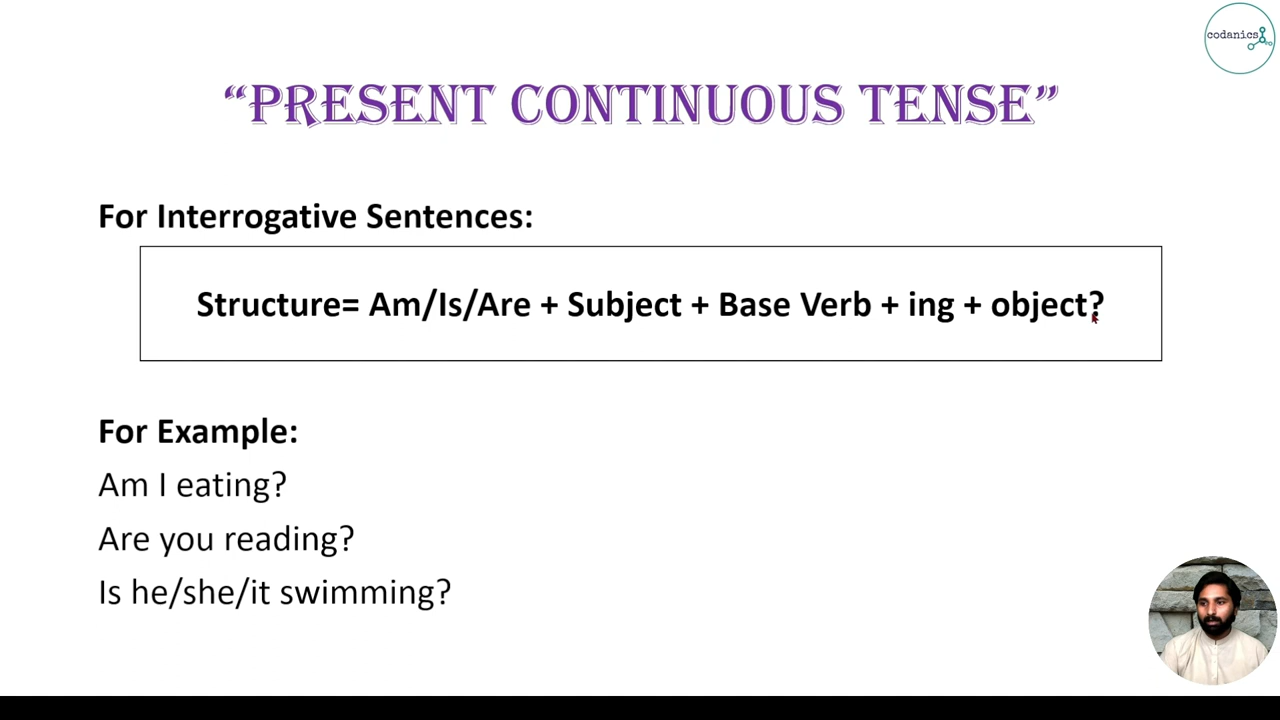 codanics
“PRESENT CONTINUOUS TENSE”
For Interrogative Sentences:
Structure= Am/Is/Are + Subject + Base Verb + ing + object?
For Example:
Am I eating?
Are you reading?
Is he/she/it swimming?